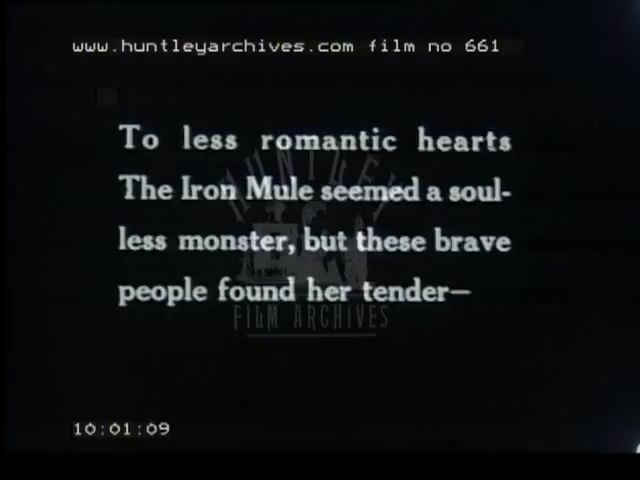 www.huntleyarchives.com film no 661
To less romantic hearts
The Iron Mule seemed a soul-
less monster, but these brave
people found her tender—
HUNTLEY
FILM ARCHIVES
10:01:09